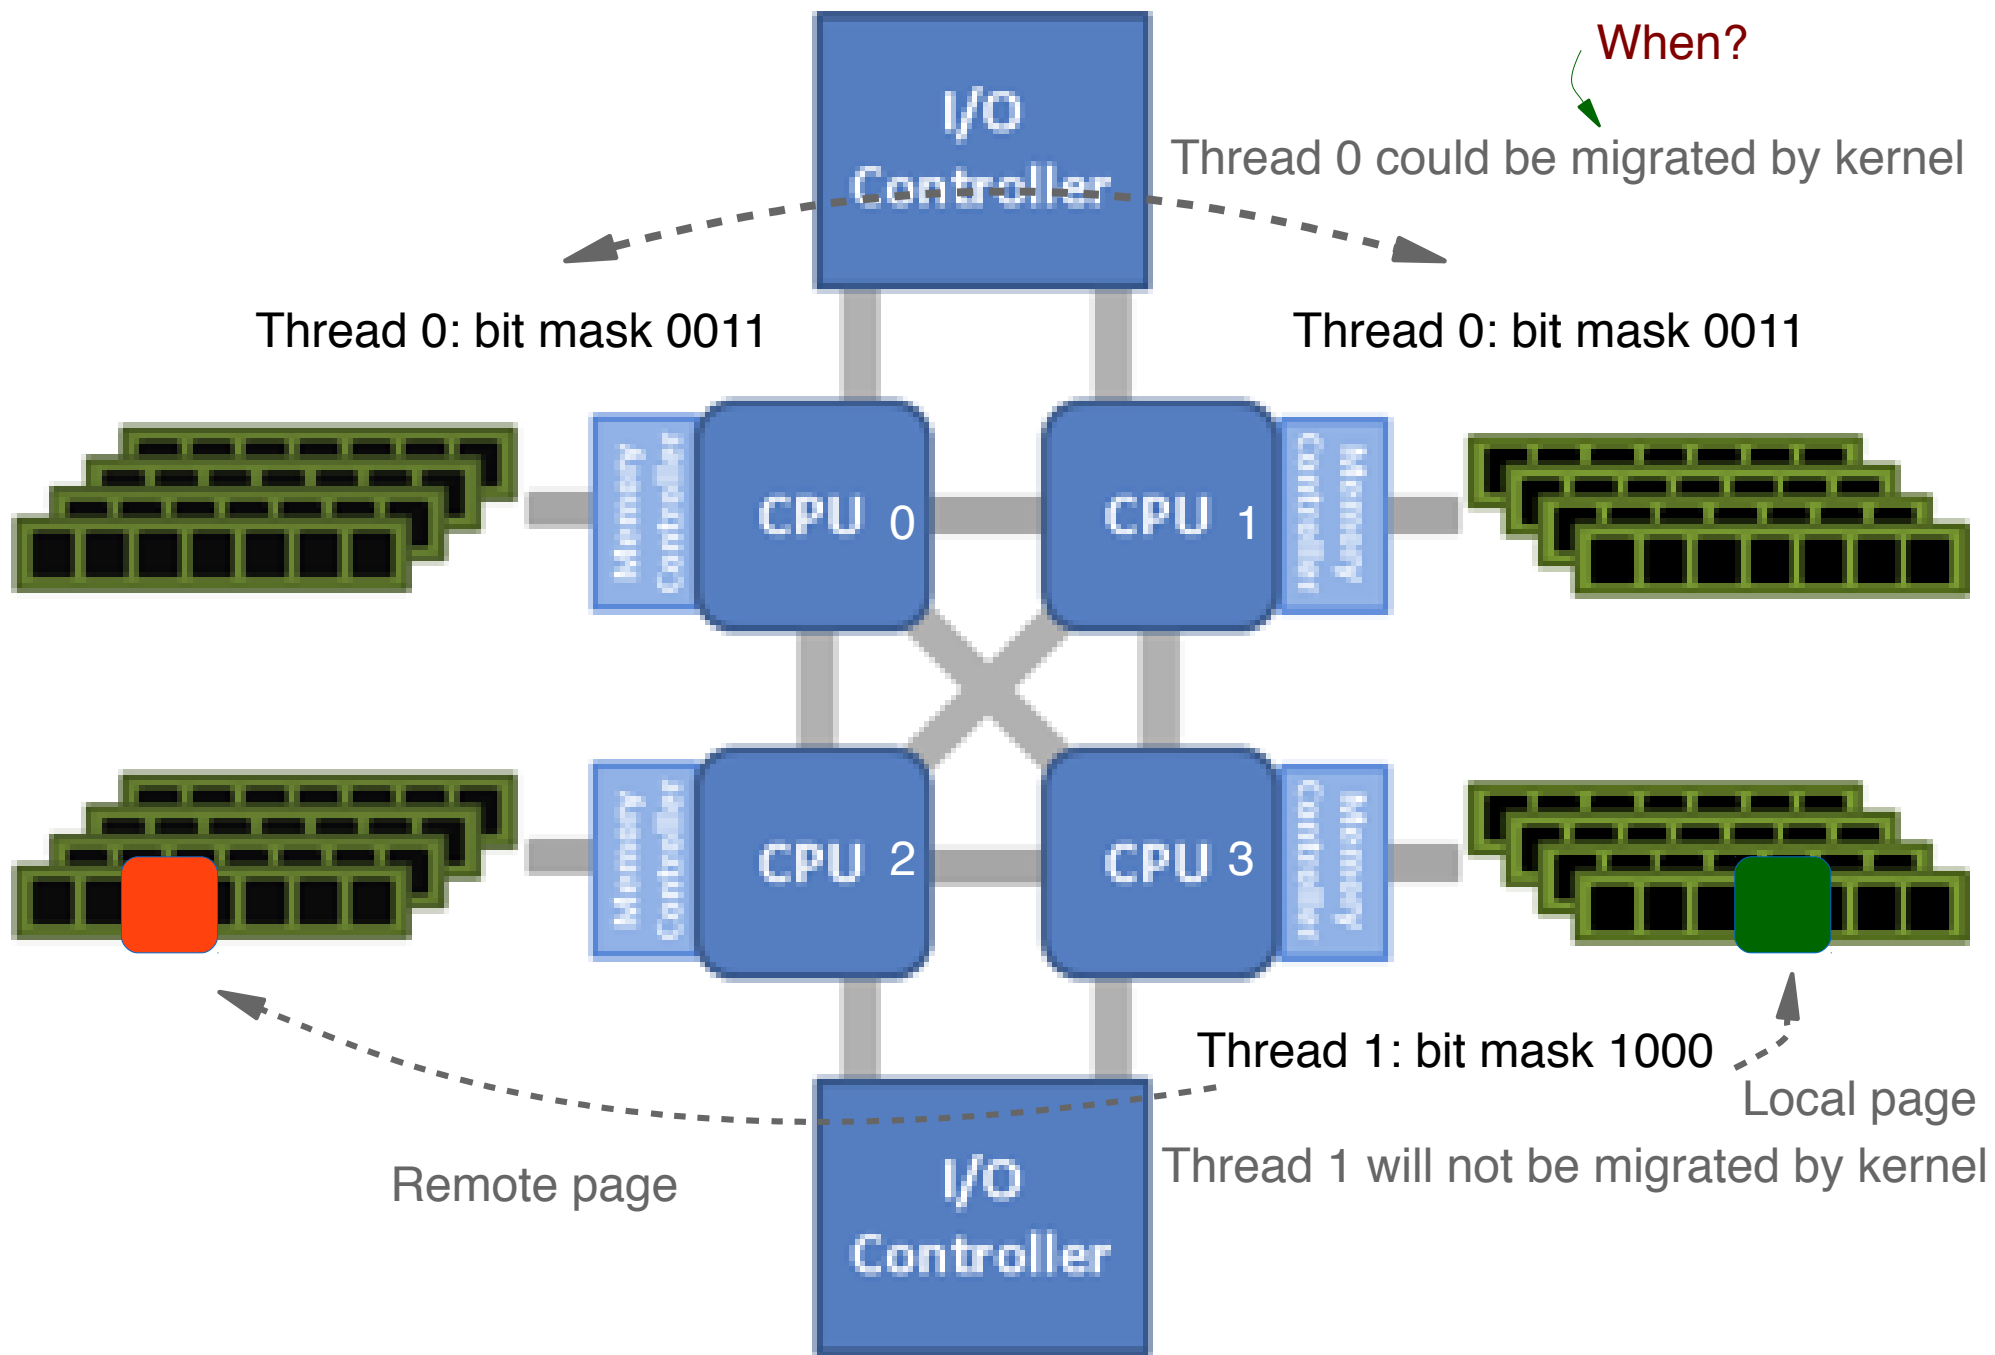 When?
I/O
Controller
Thread 0 could be migrated by kernel
Thread 0: bit mask 0011
Thread 0: bit mask 0011
Memory
Controller
CPU 0
CPU 1
Memory
Controller
Memory
Controller
CPU 2
CPU 3
Memory
Controller
Thread 1: bit mask 1000
Local page
Remote page
Thread 1 will not be migrated by kernel
I/O
Controller